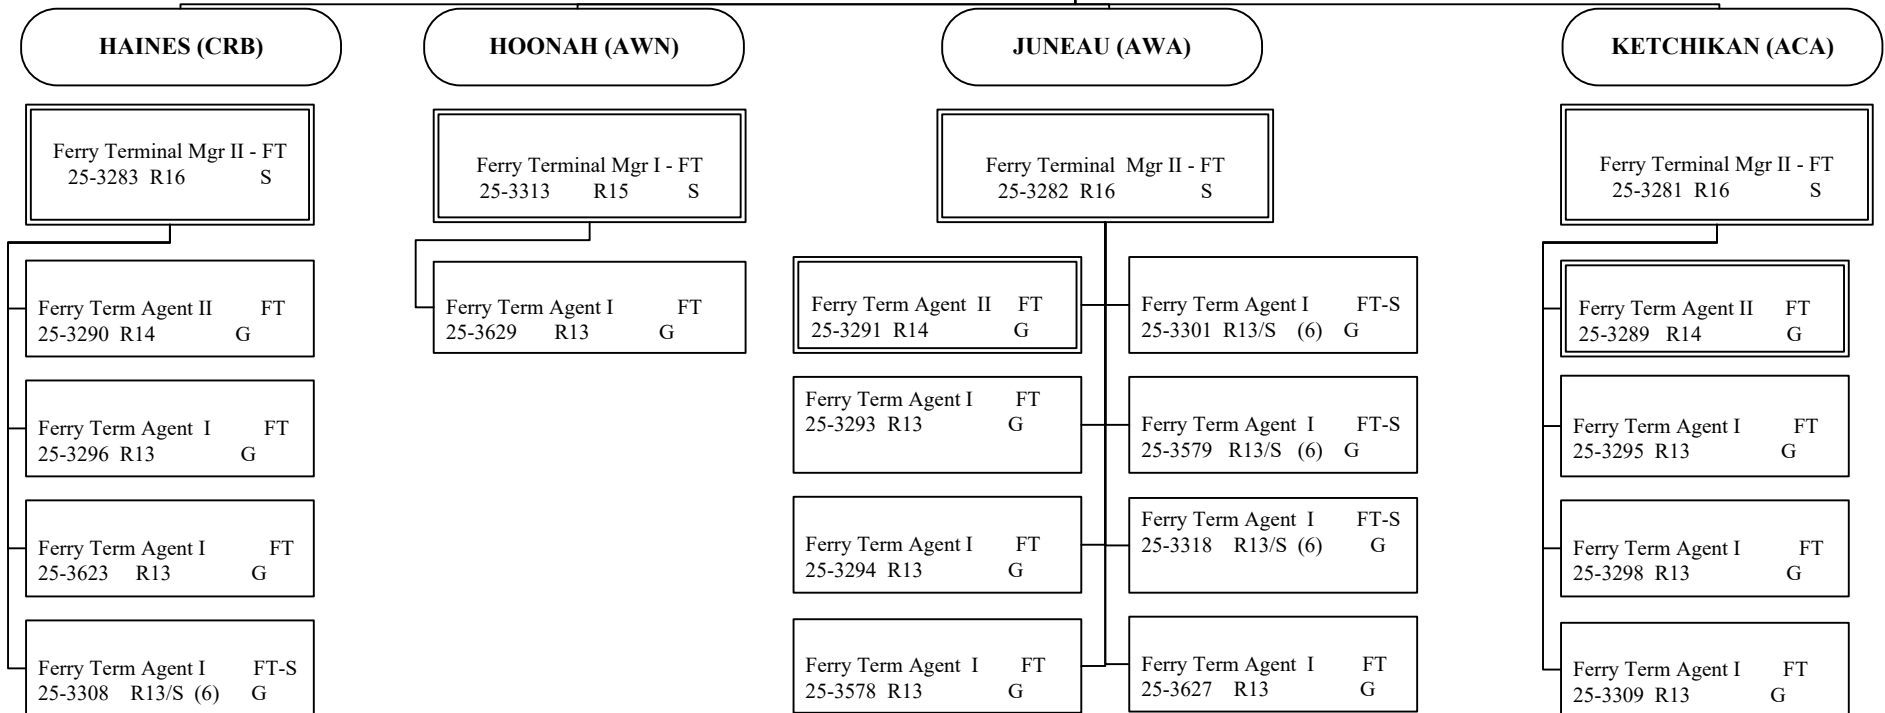 HAINES (CRB)
Ferry Terminal Mgr II - FT
25-3283 R16 S
Ferry Term Agent II FT
25-3290 R14 G
Ferry Term Agent I FT
25-3296 R13 G
Ferry Term Agent I FT
25-3623 R13 G
Ferry Term Agent I FT-S
25-3308 R13/S (6) G
HOONAH (AWN)
Ferry Terminal Mgr I - FT
25-3313 R15 S
Ferry Term Agent I FT
25-3629 R13 G
JUNEAU (AWA)
Ferry Terminal Mgr II - FT
25-3282 R16 S
Ferry Term Agent II FT
25-3291 R14 G
Ferry Term Agent I FT
25-3293 R13 G
Ferry Term Agent I FT
25-3294 R13 G
Ferry Term Agent I FT
25-3578 R13 G
Ferry Term Agent I FT-S
25-3301 R13/S (6) G
Ferry Term Agent I FT-S
25-3579 R13/S (6) G
Ferry Term Agent I FT-S
25-3318 R13/S (6) G
Ferry Term Agent I FT
25-3627 R13 G
KETCHIKAN (ACA)
Ferry Terminal Mgr II - FT
25-3281 R16 S
Ferry Term Agent II FT
25-3289 R14 G
Ferry Term Agent I FT
25-3295 R13 G
Ferry Term Agent I FT
25-3298 R13 G
Ferry Term Agent I FT
25-3309 R13 G